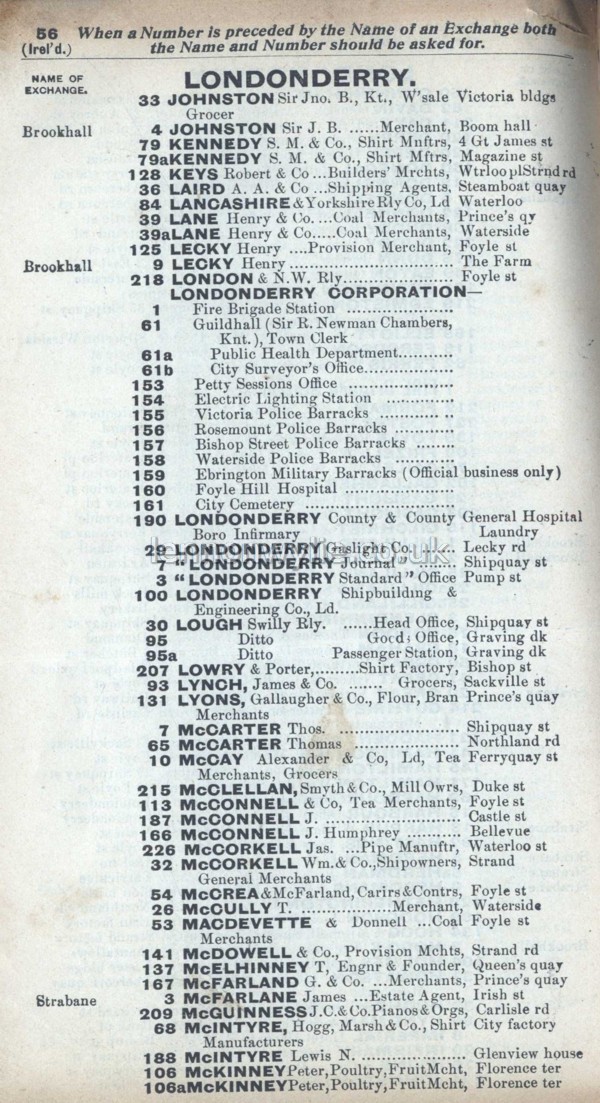 56 When a Number is preceded by the Name of an Exchange both
(Irel'd.) the Name and Number should be asked for.
NAME OF
EXCHANGE.
LONDONDERRY.
33 JOHNSTON Sir Jno. B., Kt., W'sale Victoria bldgs
Grocer
Brookhall 4 JOHNSTON Sir J. B. ......Merchant, Boom hall
79 KENNEDY S. M. & Co., Shirt Mnftrs, 4 Gt James st
79a KENNEDY S. M. & Co., Shirt Mftrs, Magazine st
128 KEYS Robert & Co ...Builders' Mrchts, Wtrloo plStrnd rd
36 LAIRD A. A. & Co ...Shipping Agents, Steamboat quay
84 LANCASHIRE & Yorkshire Rly Co, Ld Waterloo
39 LANE Henry & Co. ...Coal Merchants, Prince's qy
39a LANE Henry & Co.....Coal Merchants, Waterside
125 LECKY Henry ....Provision Merchant, Foyle st
Brookhall 9 LECKY Henry ................................ The Farm
218 LONDON & N.W. Rly..................... Foyle st
LONDONDERRY CORPORATION—
1 Fire Brigade Station .....................
61 Guildhall (Sir R. Newman Chambers,
Knt.), Town Clerk
61a Public Health Department...........
61b City Surveyor's Office..................
153 Petty Sessions Office .....................
154 Electric Lighting Station .............
155 Victoria Police Barracks ...............
156 Rosemount Police Barracks ............
157 Bishop Street Police Barracks ........
158 Waterside Police Barracks ............
159 Ebrington Military Barracks (Official business only)
160 Foyle Hill Hospital ......................
161 City Cemetery ..............................
190 LONDONDERRY County & County General Hospital
Boro Infirmary Laundry
29 LONDONDERRY Gaslight Co. ....... Lecky rd
7 "LONDONDERRY Journal" ........ Shipquay st
3 "LONDONDERRY Standard" Office Pump st
100 LONDONDERRY Shipbuilding &
Engineering Co., Ld.
30 LOUGH Swilly Rly. ......Head Office, Shipquay st
95 Ditto Goods Office, Graving dk
95a Ditto Passenger Station, Graving dk
207 LOWRY & Porter,.........Shirt Factory, Bishop st
93 LYNCH, James & Co. ....... Grocers, Sackville st
131 LYONS, Gallaugher & Co., Flour, Bran Prince's quay
Merchants
7 McCARTER Thos. ........................ Shipquay st
65 McCARTER Thomas ..................... Northland rd
10 McCAY Alexander & Co, Ld, Tea Ferryquay st
Merchants, Grocers
215 McCLELLAN, Smyth & Co., Mill Owrs, Duke st
113 McCONNELL & Co, Tea Merchants, Foyle st
187 McCONNELL J. ........................... Castle st
166 McCONNELL J. Humphrey ........... Bellevue
226 McCORKELL Jas. ...Pipe Manuftr, Waterloo st
32 McCORKELL Wm. & Co., Shipowners, Strand
General Merchants
54 McCREA & McFarland, Carirs & Contrs, Foyle st
26 McCULLY T. ..................Merchant, Waterside
53 MACDEVETTE & Donnell ...Coal Foyle st
Merchants
141 McDOWELL & Co., Provision Mchts, Strand rd
137 McELHINNEY T, Engnr & Founder, Queen's quay
167 McFARLAND G. & Co. ...Merchants, Prince's quay
Strabane 3 McFARLANE James ...Estate Agent, Irish st
209 McGUINNESS J.C. & Co. Pianos & Orgs, Carlisle rd
68 McINTYRE, Hogg, Marsh & Co., Shirt City factory
Manufacturers
188 McINTYRE Lewis N. ..................... Glenview house
106 McKINNEY Peter, Poultry, Fruit Mcht, Florence ter
106a McKINNEY Peter, Poultry, Fruit Mcht, Florence ter